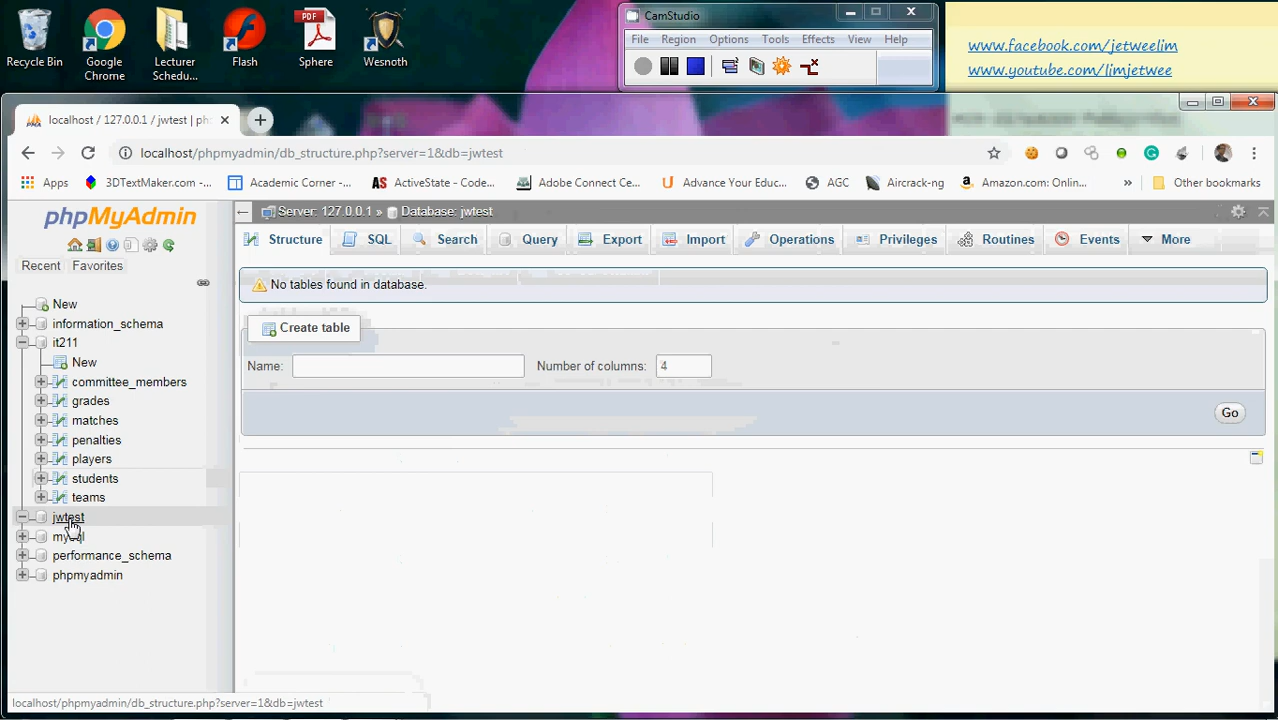 Recycle Bin
Google Chrome
Lecturer Schedu...
Flash
PDF
Sphere
Wesnoth
CamStudio
File Region Options Tools Effects View Help
www.facebook.com/jetweelim
www.youtube.com/limjetwee
localhost / 127.0.0.1 / jwtest | ph
localhost/phpmyadmin/db_structure.php?server=1&db=jwtest
Apps 3DTextMaker.com -... Academic Corner -... AS ActiveState - Code... Adobe Connect Ce... U Advance Your Educ... AGC Aircrack-ng a Amazon.com: Onlin... » Other bookmarks
phpMyAdmin
Server: 127.0.0.1 » Database: jwtest
Structure SQL Search Query Export Import Operations Privileges Routines Events More
Recent Favorites
No tables found in database.
New
information_schema
it211
New
committee_members
grades
matches
penalties
players
students
teams
jwtest
mysql
performance_schema
phpmyadmin
Create table
Name: Number of columns: 4
Go
localhost/phpmyadmin/db_structure.php?server=1&db=jwtest